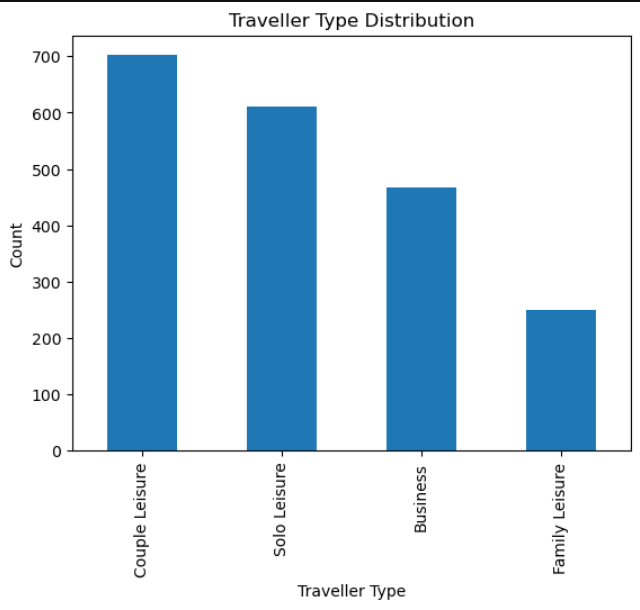 Traveller Type Distribution
Count
700
600
500
400
300
200
100
0
Couple Leisure
Solo Leisure
Business
Family Leisure
Traveller Type